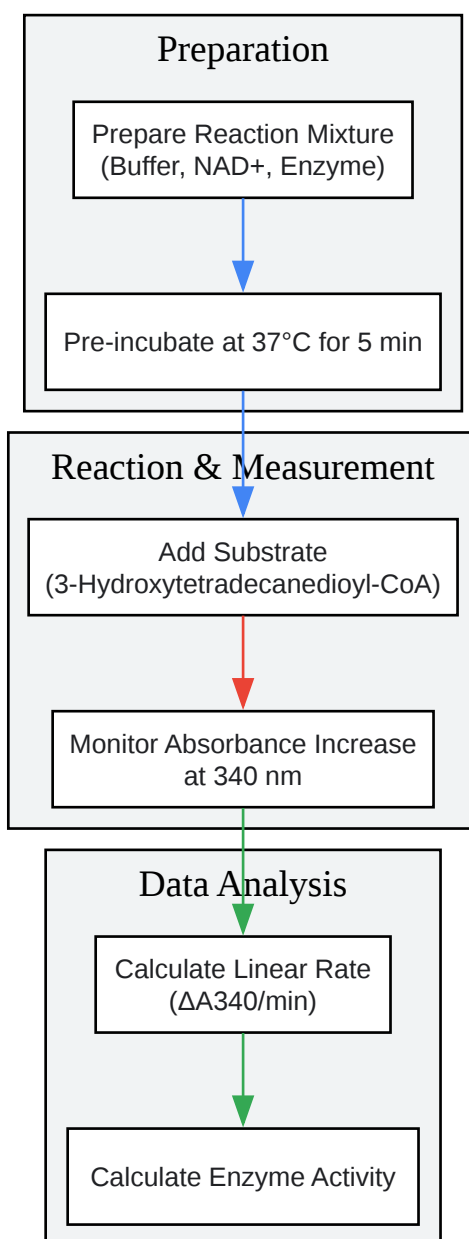 Preparation
Prepare Reaction Mixture
(Buffer, NAD+, Enzyme)
Pre-incubate at 37°C for 5 min
Reaction & Measurement
Add Substrate
(3-Hydroxytetradecanedioyl-CoA)
Monitor Absorbance Increase
at 340 nm
Data Analysis
Calculate Linear Rate
(ΔA340/min)
Calculate Enzyme Activity